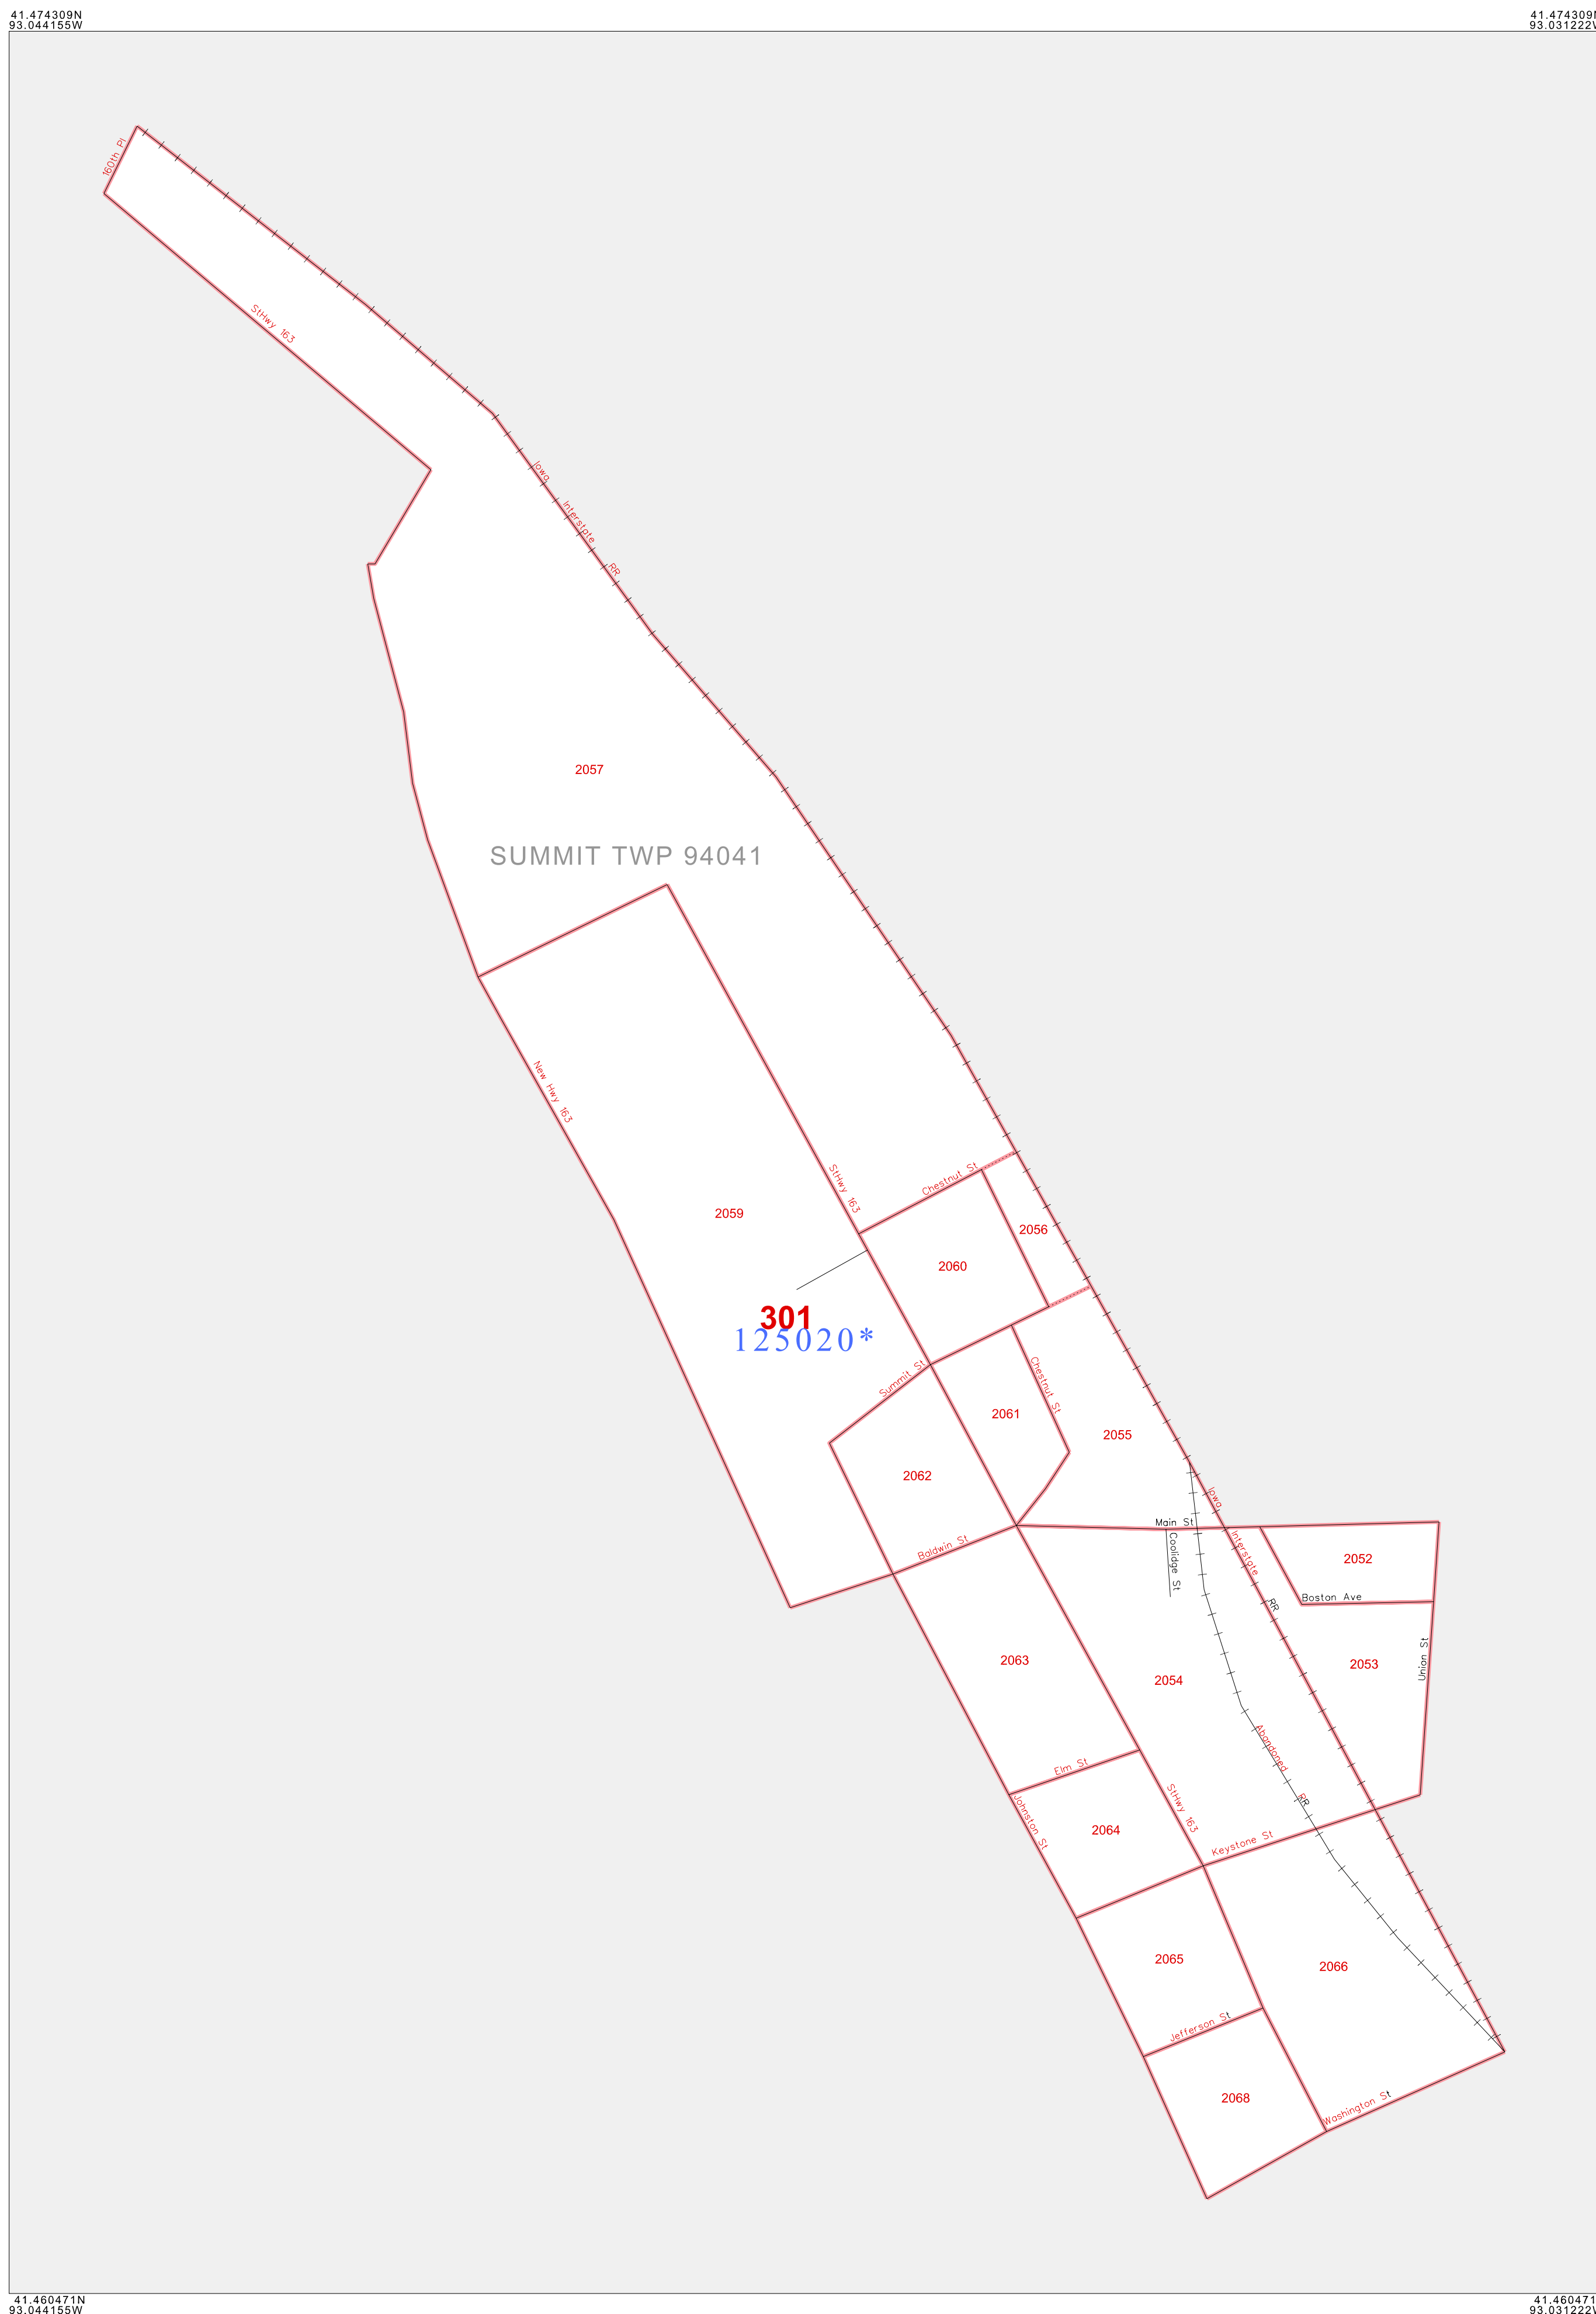 41.474309N
93.044155W
41.474309N
93.031222W
160th Pl
StHwy 163
Iowa
Interstate
RR
2057
SUMMIT TWP 94041
New Hwy 163
StHwy 163
Chestnut St
2059
2056
2060
301
125020*
Summit St
Chestnut St
2061
2055
2062
Iowa
Main St
Interstate
Coolidge St
Baldwin St
2052
Boston Ave
RR
2063
2054
2053
Union St
Abandoned
RR
Elm St
Johnston St
StHwy 163
2064
Keystone St
2065
2066
Jefferson St
2068
Washington St
41.460471N
93.044155W
41.460471
93.031222W